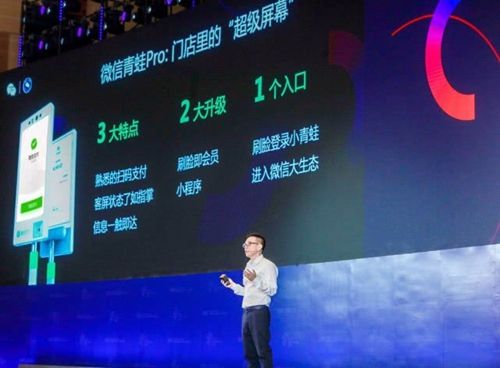 微信青蛙Pro: 门店里的“超级屏幕”
3大特点
熟悉的扫码支付
客屏状态了如指掌
信息一触即达
2大升级
刷脸即会员
小程序
1个入口
刷脸登录小青蛙
进入微信大生态